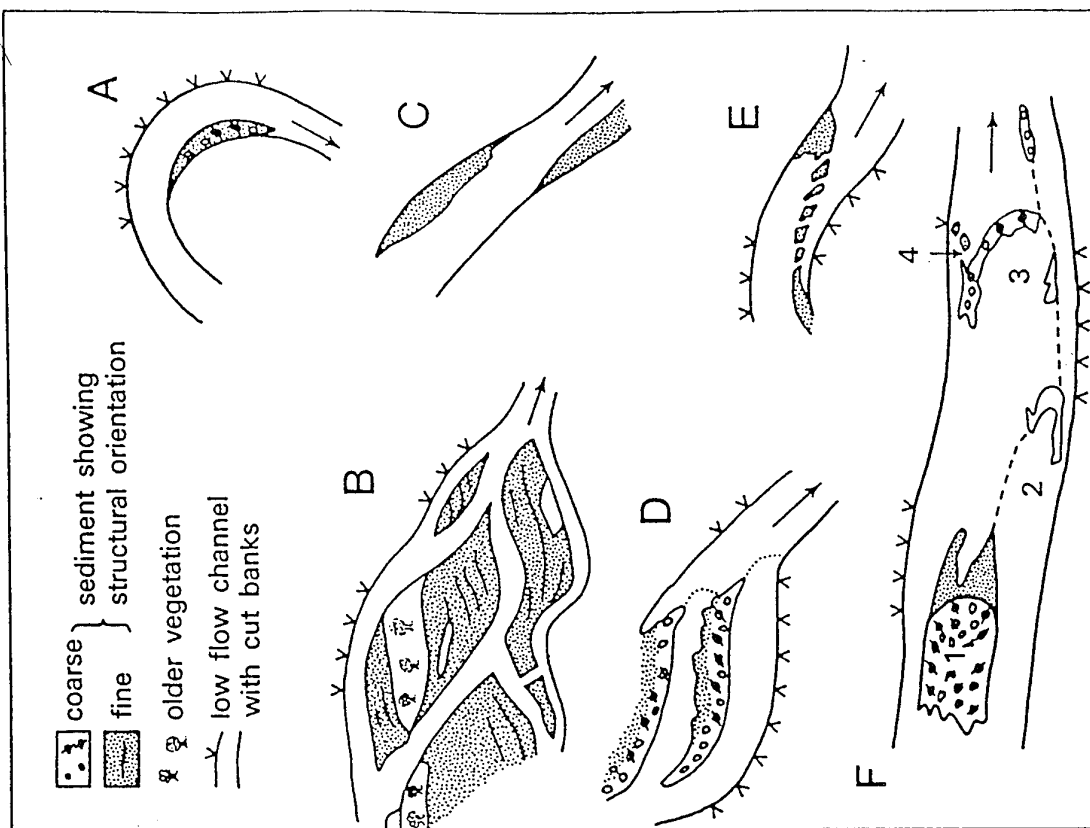 coarse
fine
sediment showing
structural orientation
older vegetation
low flow channel
with cut banks
A
B
C
D
E
F
1
2
3
4